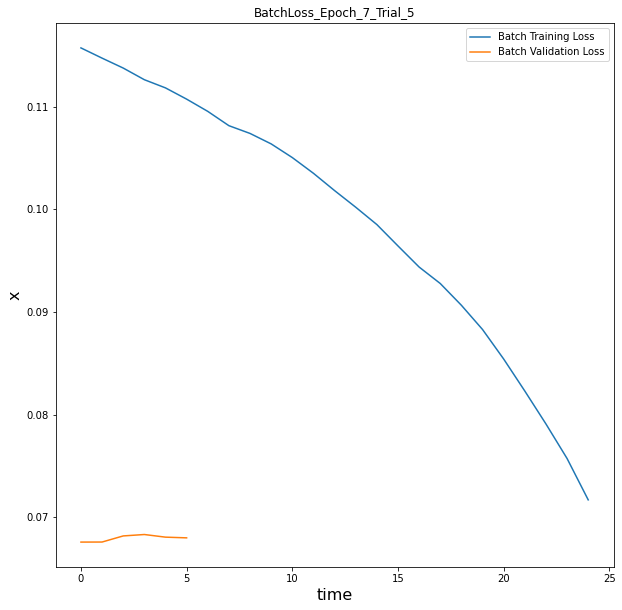 BatchLoss_Epoch_7_Trial_5
Batch Training Loss
Batch Validation Loss
0.11
0.10
0.09
0.08
0.07
x
0
5
10
15
20
25
time